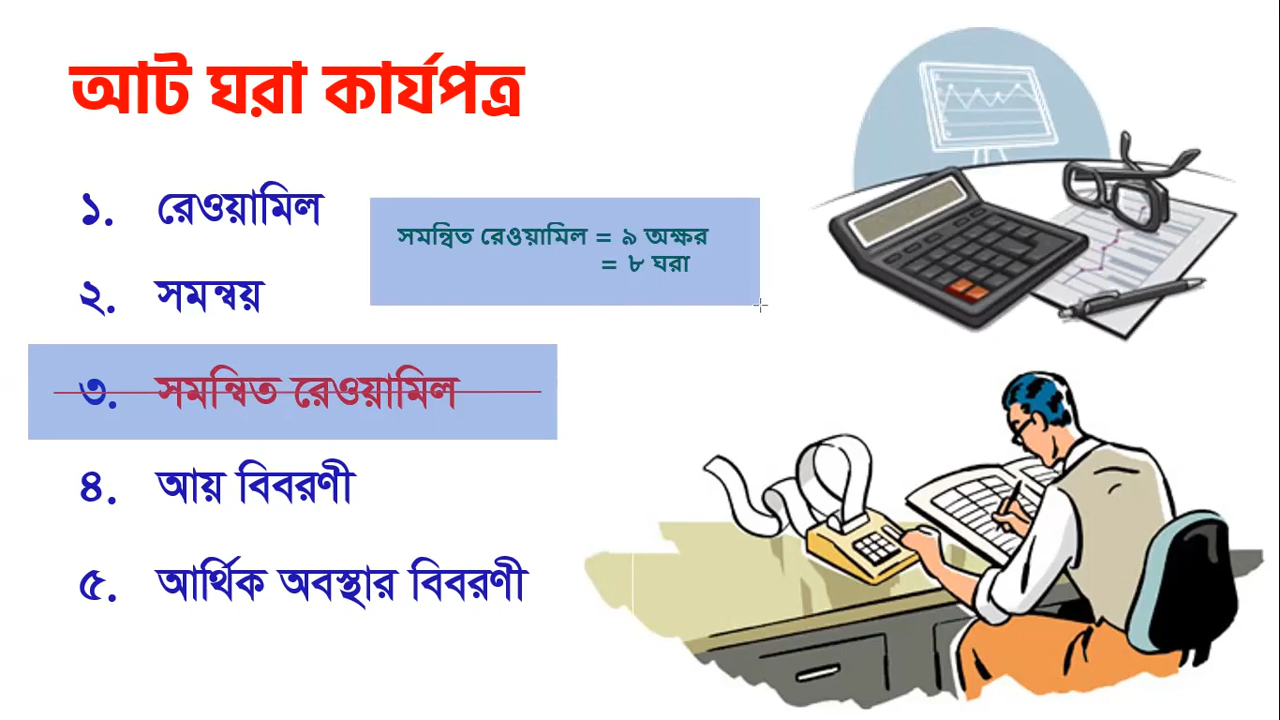 আট ঘরা কার্যপত্র
১. রেওয়ামিল
সমন্বিত রেওয়ামিল = ৯ অক্ষর
= ৮ ঘরা
২. সমন্বয়
৩. সমন্বিত রেওয়ামিল
৪. আয় বিবরণী
৫. আর্থিক অবস্থার বিবরণী